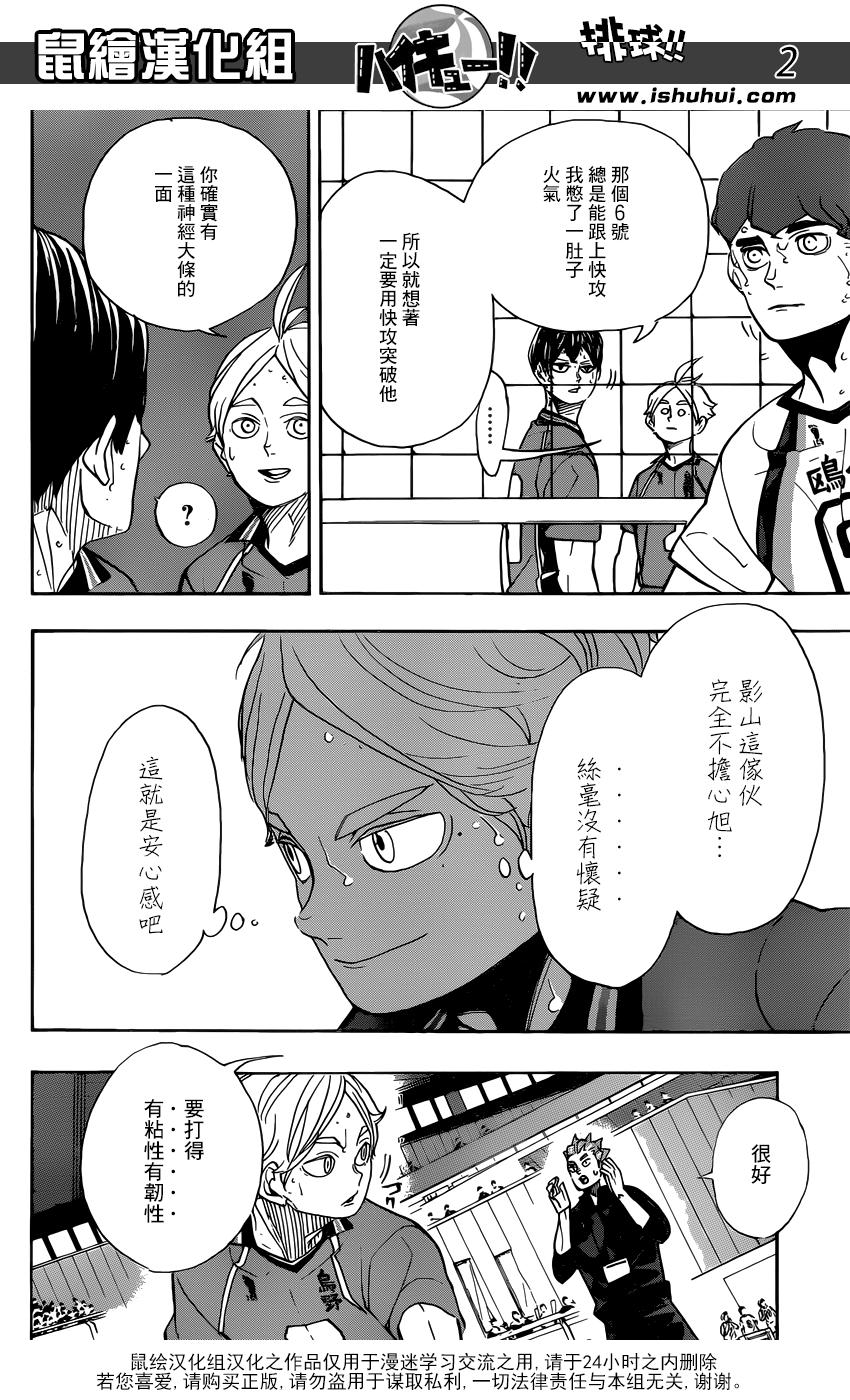 鼠繪漢化組
ハイキュー!!
排球!!
2
www.ishuhui.com
那個6號
總是能跟上快攻
我憋了一肚子
火氣
所以就想著
一定要用快攻突破他
……
鷗
你確實有
這種神經大條的
一面
?
影山這傢伙
完全不擔心旭…
絲毫沒有懷疑
這就是安心感吧
很好
要打得
有粘性有韌性
烏野
鼠绘汉化组汉化之作品仅用于漫迷学习交流之用, 请于24小时之内删除
若您喜爱, 请购买正版, 请勿盗用于谋取私利, 一切法律责任与本组无关, 谢谢。